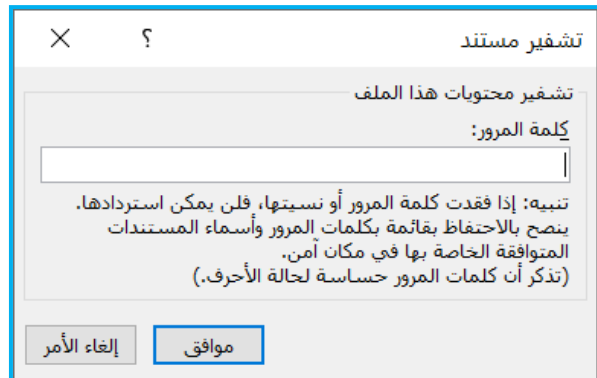 تشفير مستند
؟
تشفير محتويات هذا الملف
كلمة المرور:
تنبيه: إذا فقدت كلمة المرور أو نسيتها، فلن يمكن استردادها.
ينصح بالاحتفاظ بقائمة بكلمات المرور وأسماء المستندات
المتوافقة الخاصة بها في مكان آمن.
(تذكر أن كلمات المرور حساسة لحالة الأحرف.)
موافق
إلغاء الأمر